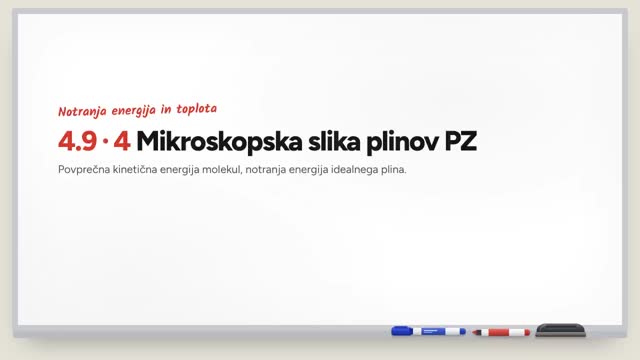 Notranja energija in toplota
4.9 · 4 Mikroskopska slika plinov PZ
Povprečna kinetična energija molekul, notranja energija idealnega plina.